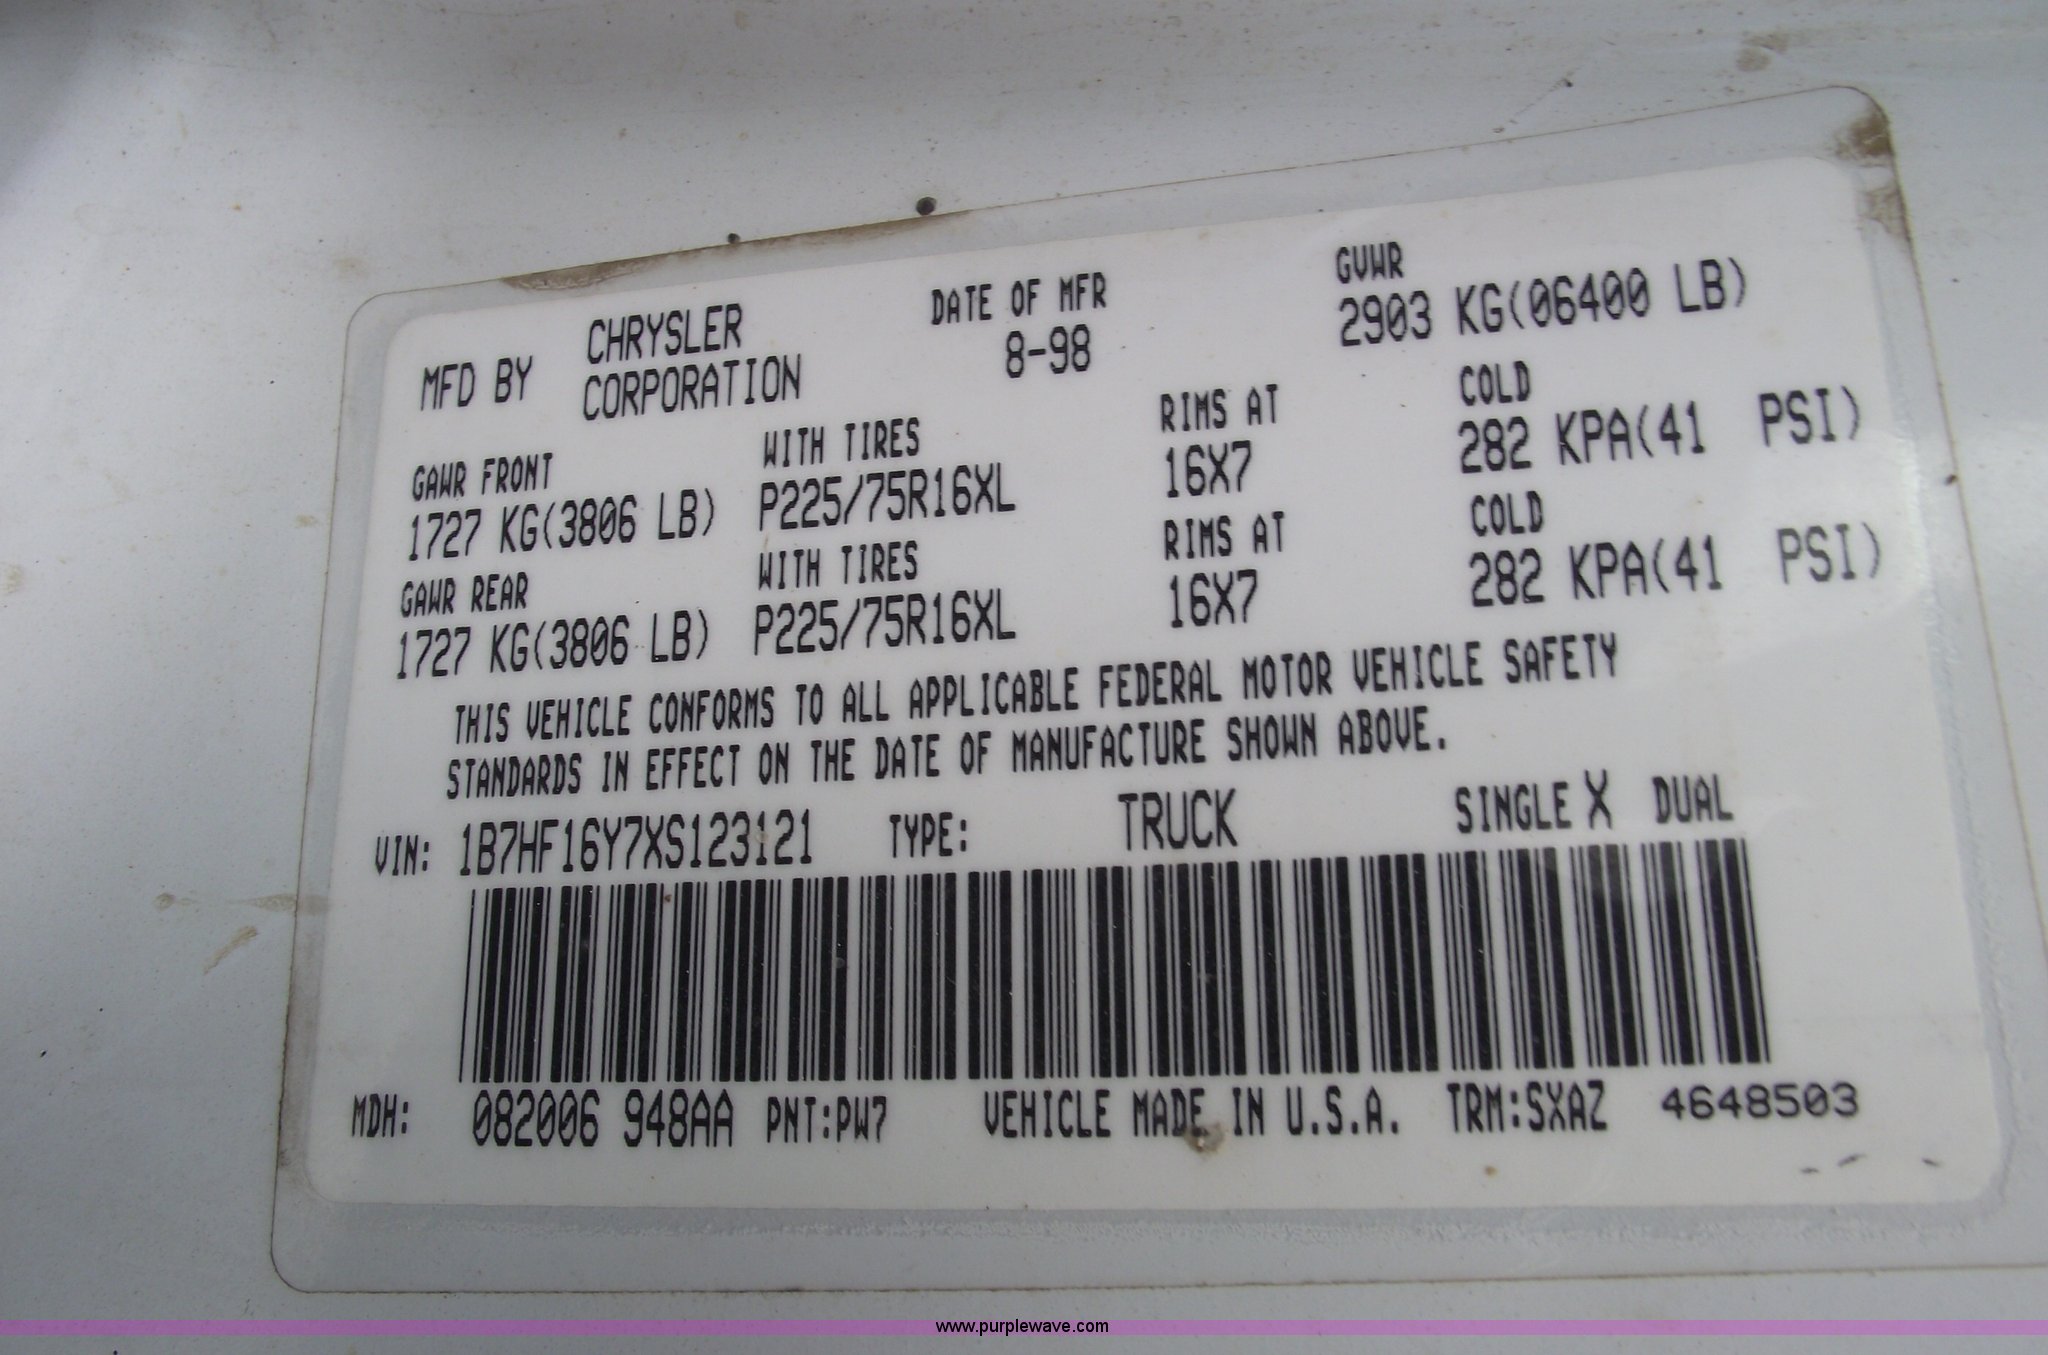 MFD BY CHRYSLER CORPORATION DATE OF MFR 8-98 GVWR 2903 KG(06400 LB)
GAWR FRONT WITH TIRES RIMS AT COLD
1727 KG(3806 LB) P225/75R16XL 16X7 282 KPA(41 PSI)
GAWR REAR WITH TIRES RIMS AT COLD
1727 KG(3806 LB) P225/75R16XL 16X7 282 KPA(41 PSI)
THIS VEHICLE CONFORMS TO ALL APPLICABLE FEDERAL MOTOR VEHICLE SAFETY
STANDARDS IN EFFECT ON THE DATE OF MANUFACTURE SHOWN ABOVE.
VIN: 1B7HF16Y7XS123121 TYPE: TRUCK SINGLE X DUAL
MDH: 082006 948AA PNT:PW7 VEHICLE MADE IN U.S.A. TRM:SXAZ 4648503
www.purplewave.com